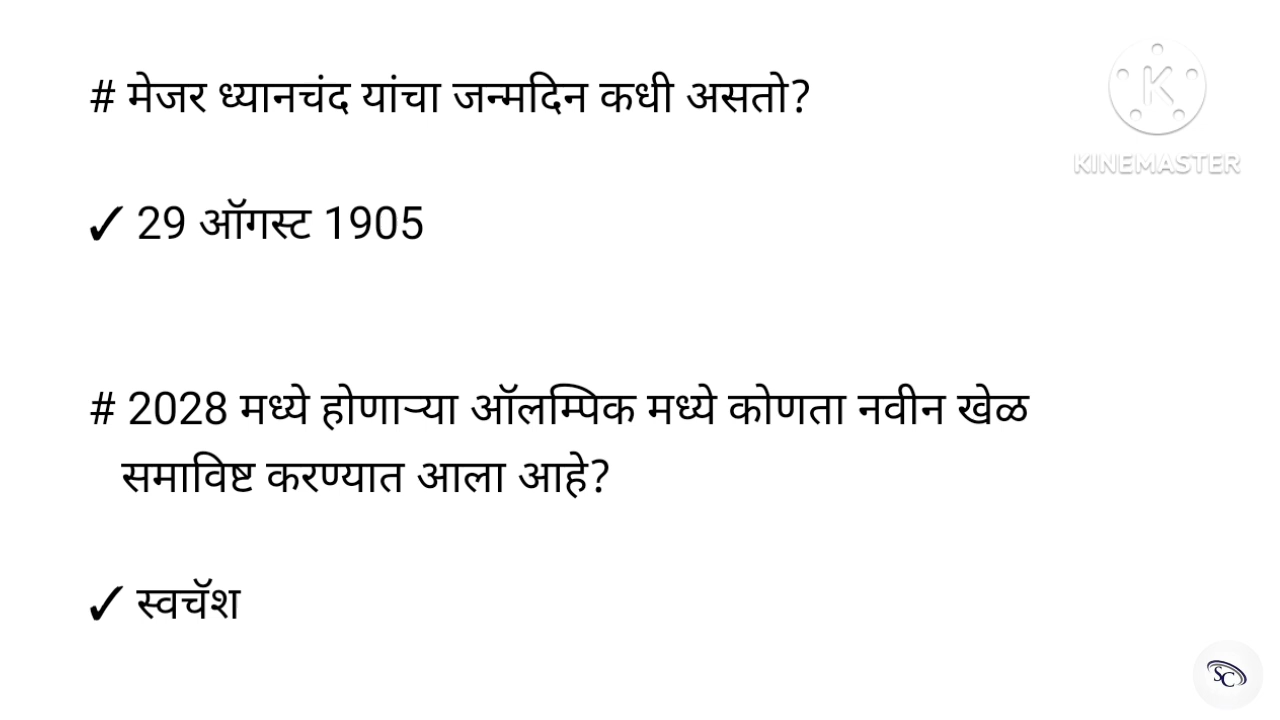 # मेजर ध्यानचंद यांचा जन्मदिन कधी असतो?
KINEMASTER
✓ 29 ऑगस्ट 1905
# 2028 मध्ये होणाऱ्या ऑलम्पिक मध्ये कोणता नवीन खेळ
समाविष्ट करण्यात आला आहे?
✓ स्वचॅश
SC